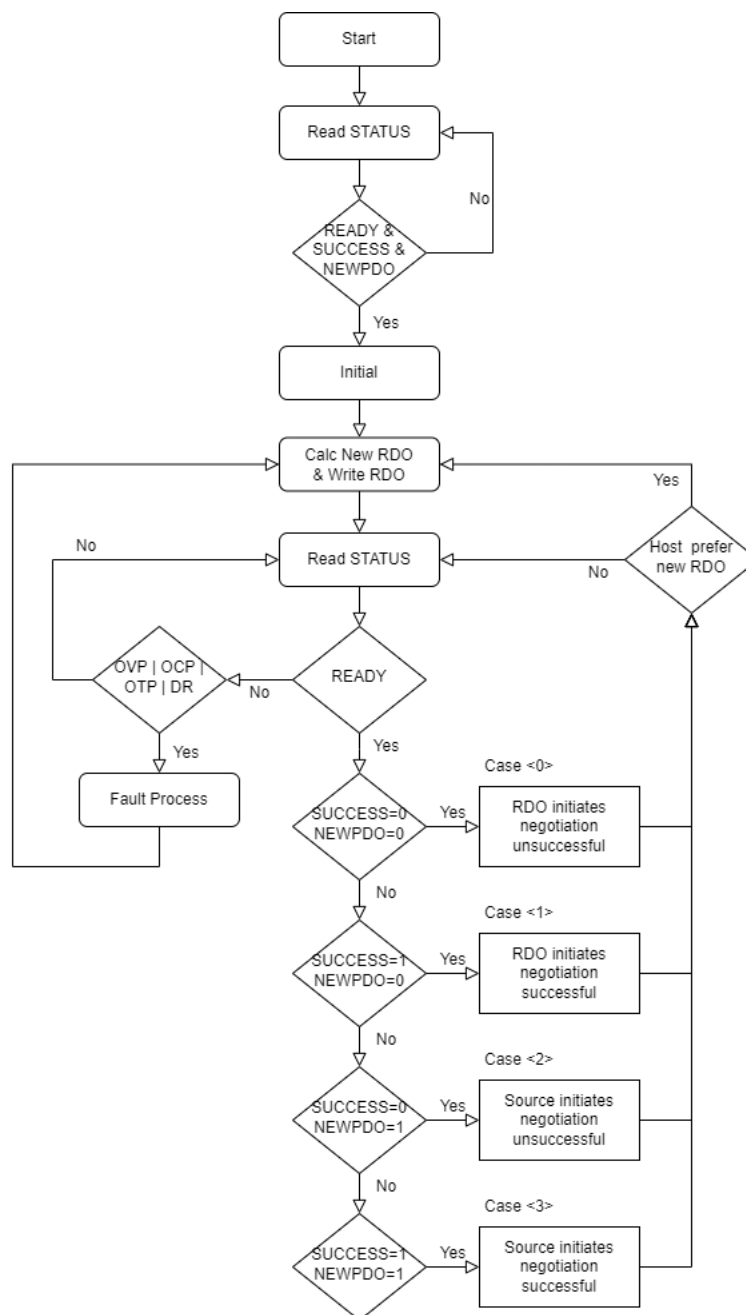 Start
Read STATUS
READY &
SUCCESS &
NEWPDO
No
Yes
Initial
Calc New RDO
& Write RDO
Yes
No
Read STATUS
Host  prefer
new RDO
No
OVP | OCP |
OTP | DR
No
READY
Yes
Yes
Fault Process
Case <0>
SUCCESS=0
NEWPDO=0
Yes
RDO initiates
negotiation
unsuccessful
No
Case <1>
SUCCESS=1
NEWPDO=0
Yes
RDO initiates
negotiation
successful
No
Case <2>
SUCCESS=0
NEWPDO=1
Yes
Source initiates
negotiation
unsuccessful
No
Case <3>
SUCCESS=1
NEWPDO=1
Yes
Source initiates
negotiation
successful